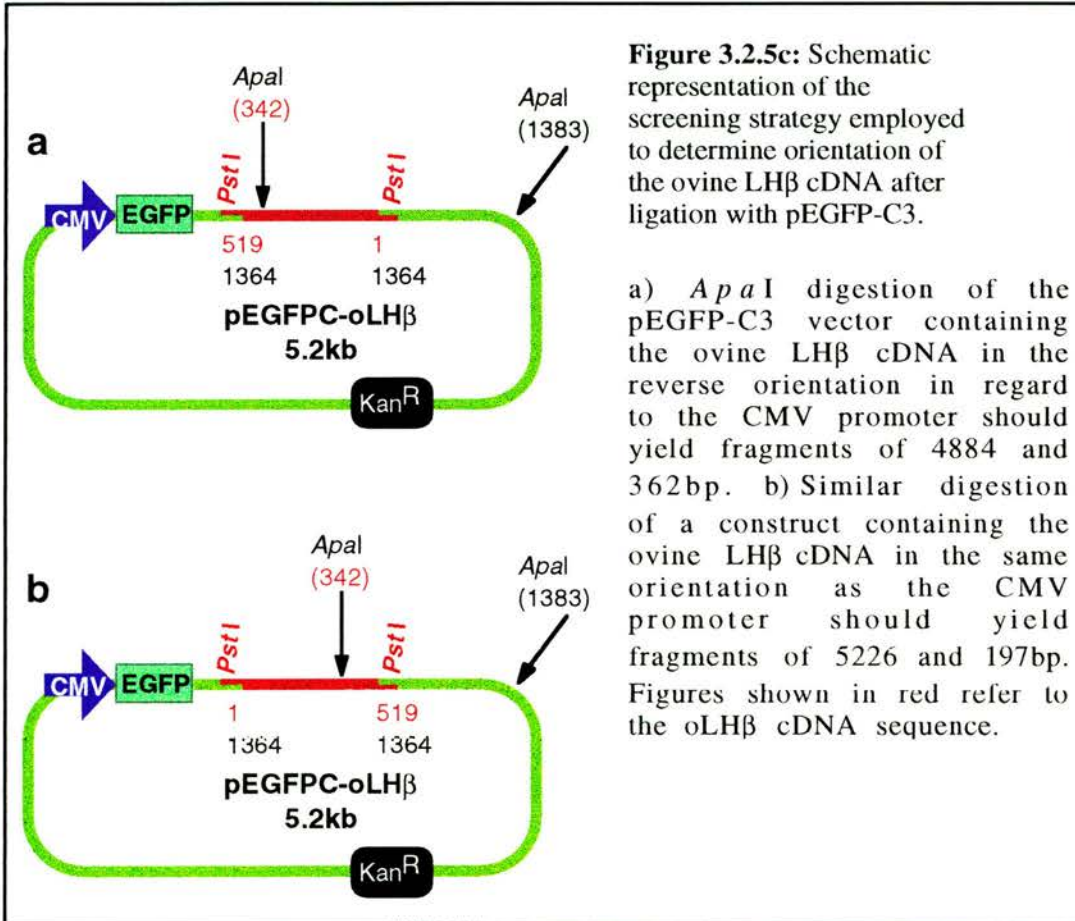 Figure 3.2.5c: Schematic
representation of the
screening strategy employed
to determine orientation of
the ovine LHβ cDNA after
ligation with pEGFP-C3.
a) ApaI digestion of the
pEGFP-C3 vector containing
the ovine LHβ cDNA in the
reverse orientation in regard
to the CMV promoter should
yield fragments of 4884 and
362bp. b) Similar digestion
of a construct containing the
ovine LHβ cDNA in the same
orientation as the CMV
promoter should yield
fragments of 5226 and 197bp.
Figures shown in red refer to
the oLHβ cDNA sequence.
a
ApaI
(342)
ApaI
(1383)
PstI
PstI
CMV
EGFP
519
1
1364
1364
pEGFPC-oLHβ
5.2kb
KanR
b
ApaI
(342)
ApaI
(1383)
PstI
PstI
CMV
EGFP
1
519
1364
1364
pEGFPC-oLHβ
5.2kb
KanR